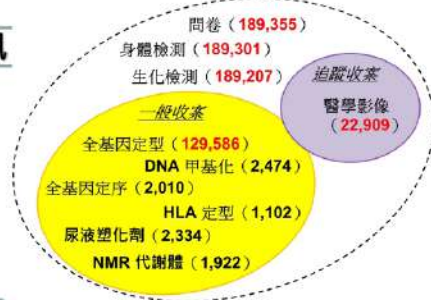 問卷（189,355）
身體檢測（189,301）
生化檢測（189,207）
追蹤收案
醫學影像
（22,909）
一般收案
全基因定型（129,586）
DNA 甲基化（2,474）
全基因定序（2,010）
HLA 定型（1,102）
尿液塑化劑（2,334）
NMR 代謝體（1,922）